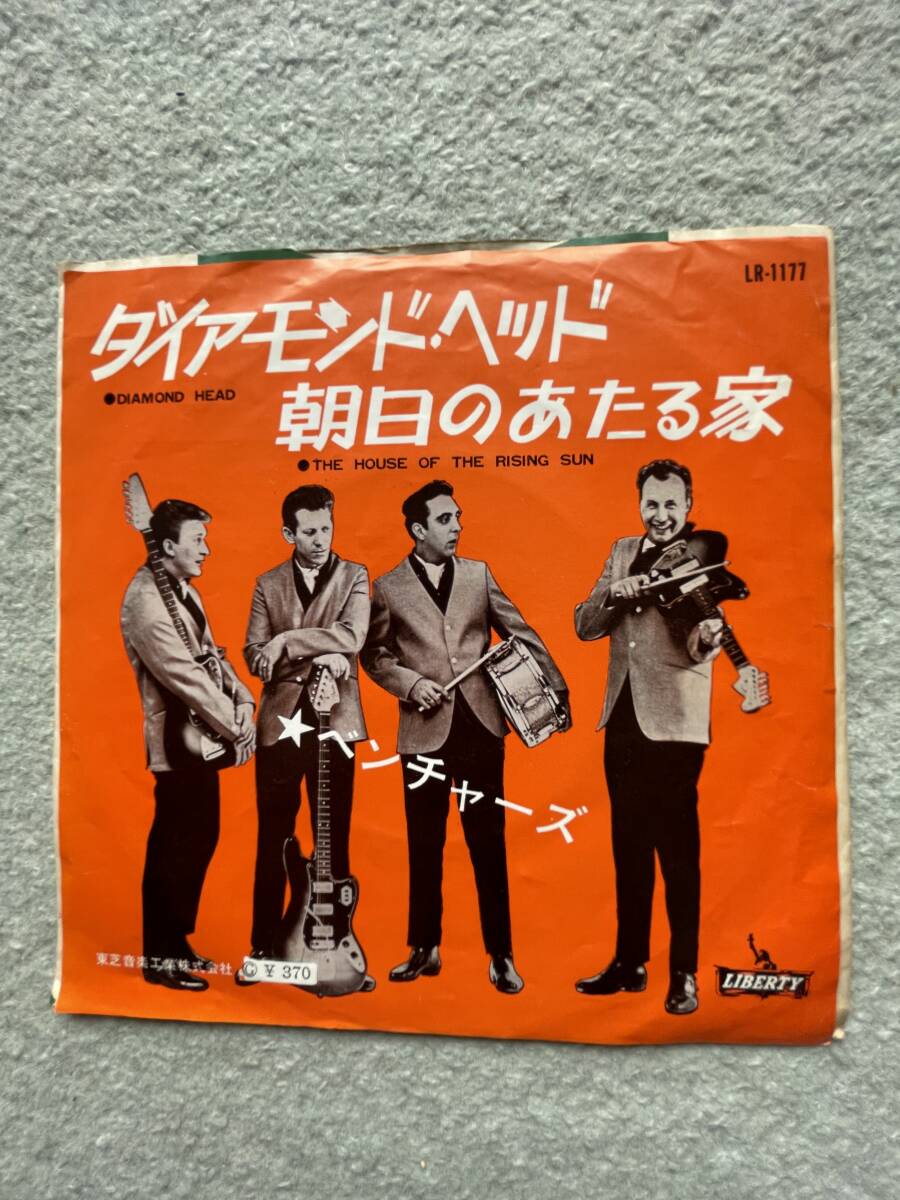 LR-1177
ダイアモンド・ヘッド
●DIAMOND HEAD
朝日のあたる家
●THE HOUSE OF THE RISING SUN
★ベンチャーズ
東芝音楽工業株式会社
Ⓒ ¥370
LIBERTY